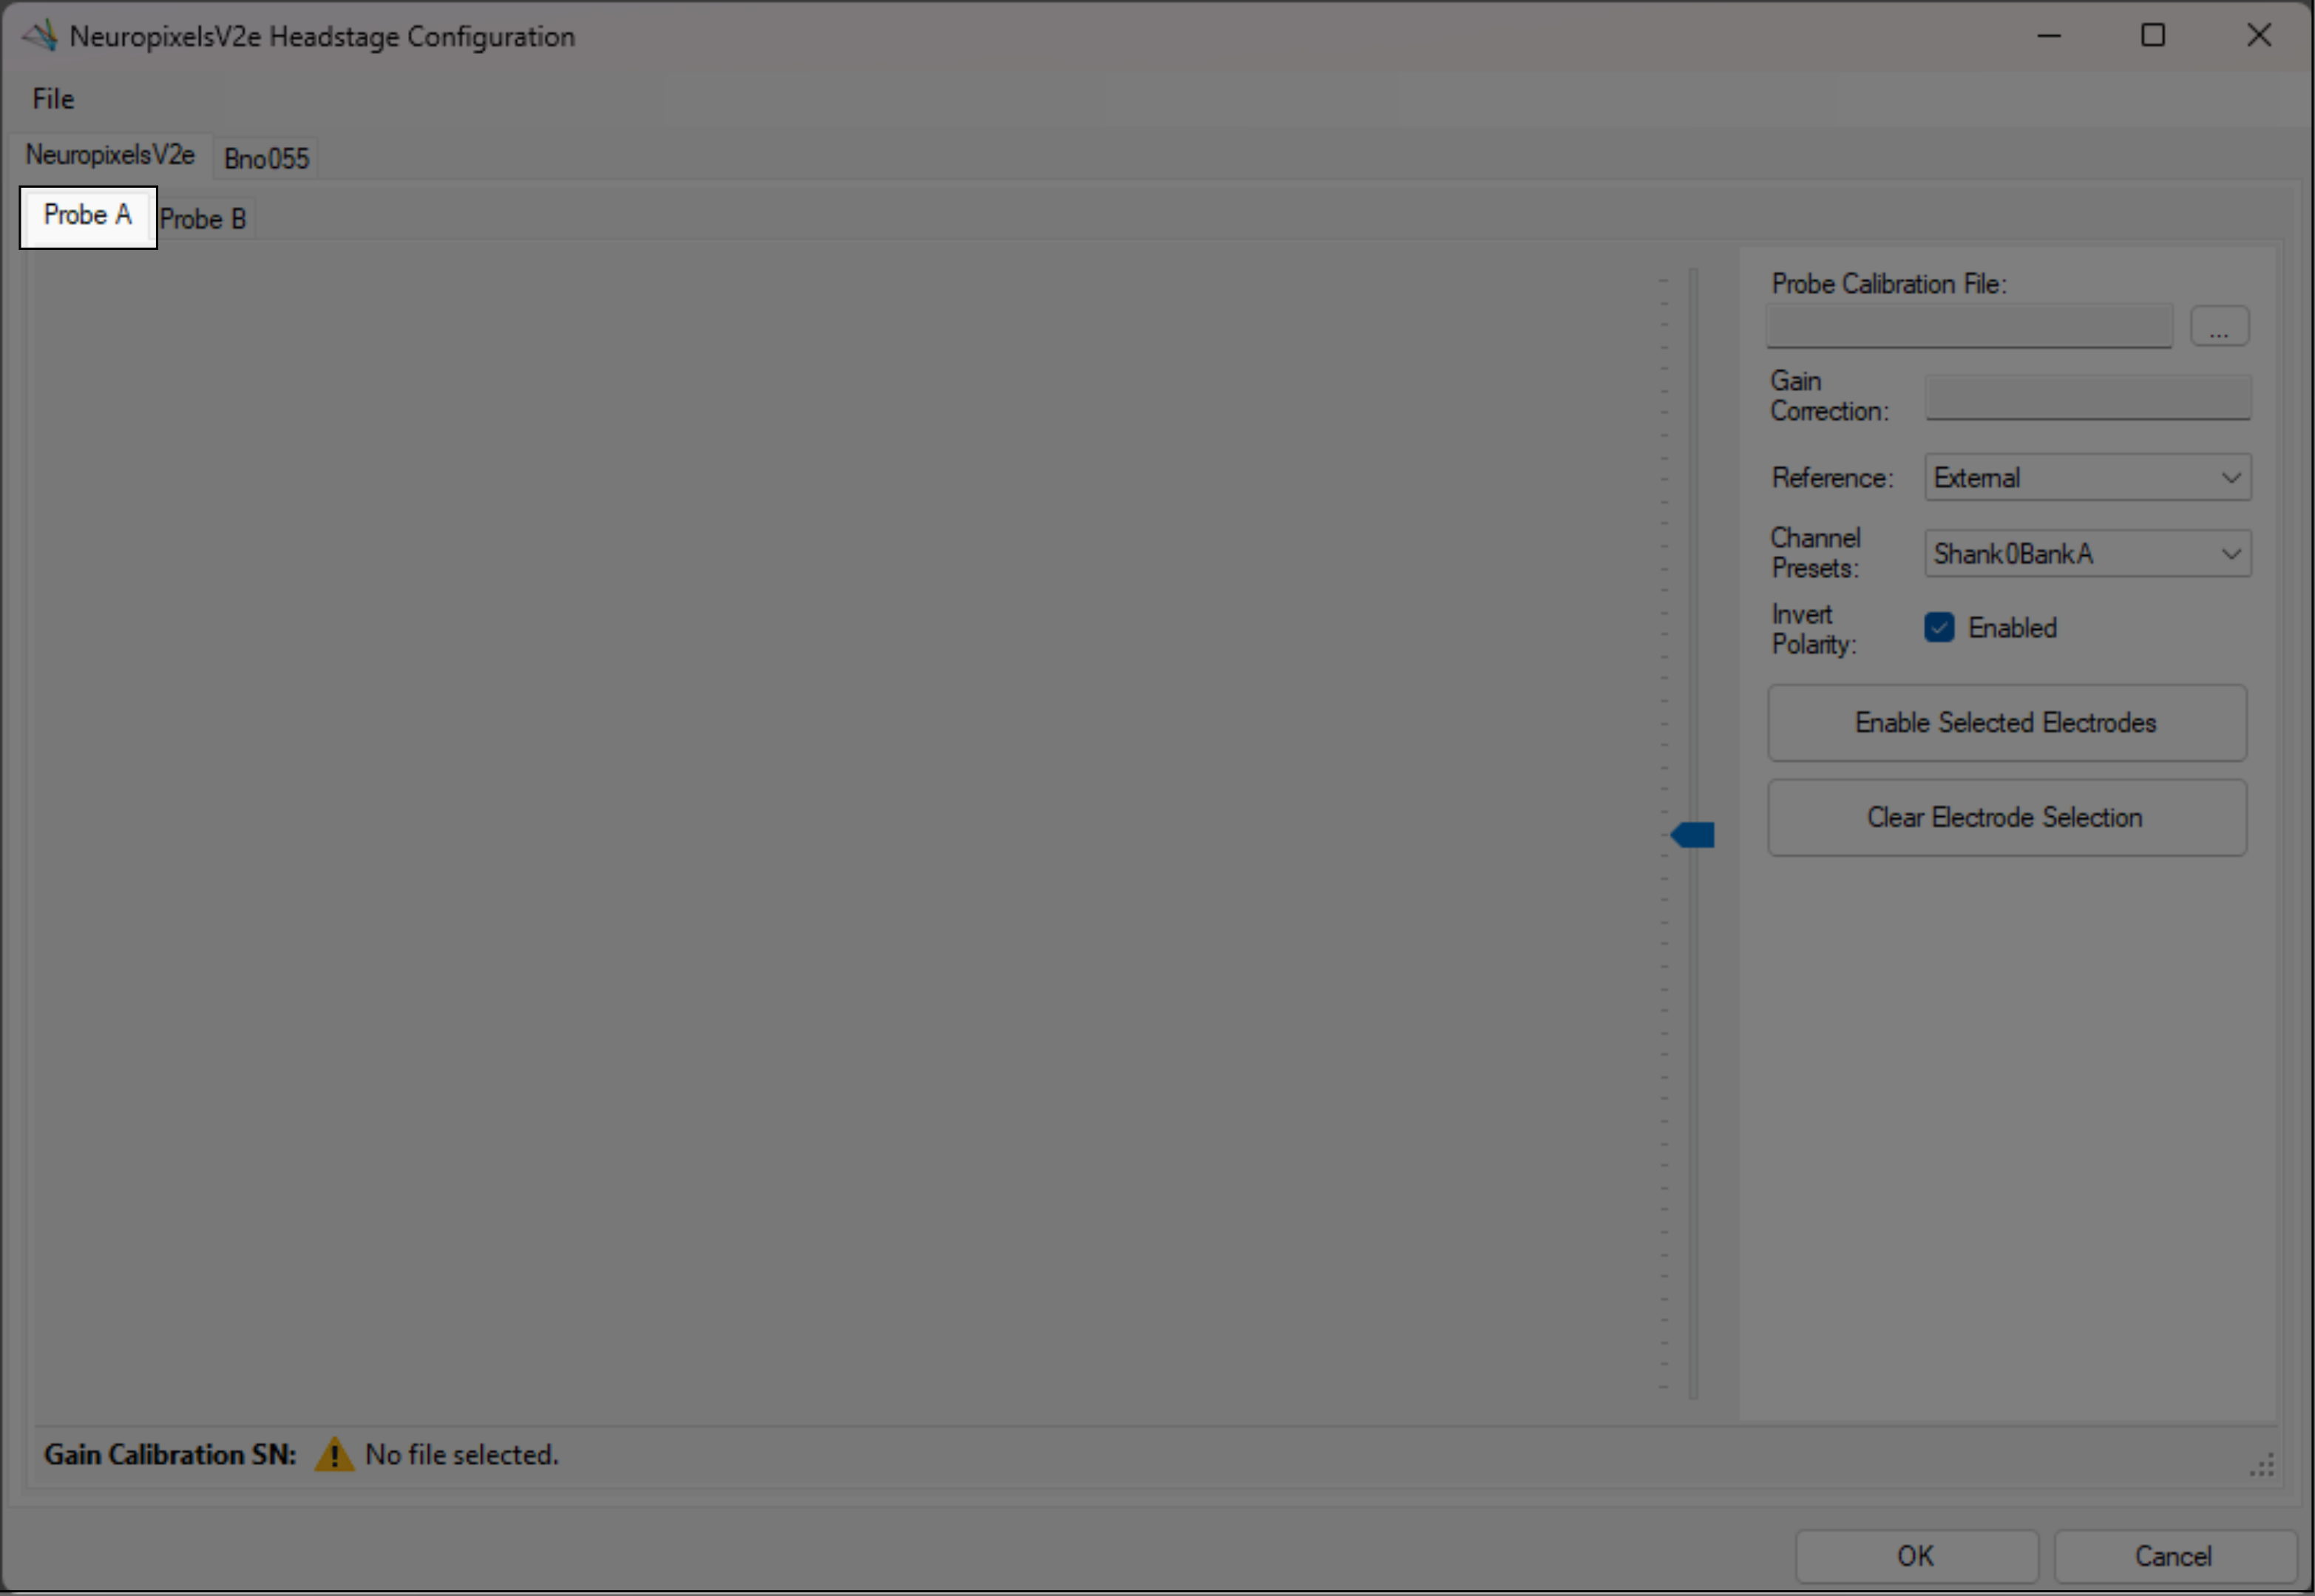 NeuropixelsV2e Headstage Configuration
File
NeuropixelsV2e Bno055
Probe A Probe B
Probe Calibration File:
...
Gain
Correction:
Reference: External
Channel
Presets: Shank0BankA
Invert
Polarity: Enabled
Enable Selected Electrodes
Clear Electrode Selection
Gain Calibration SN: No file selected.
OK Cancel